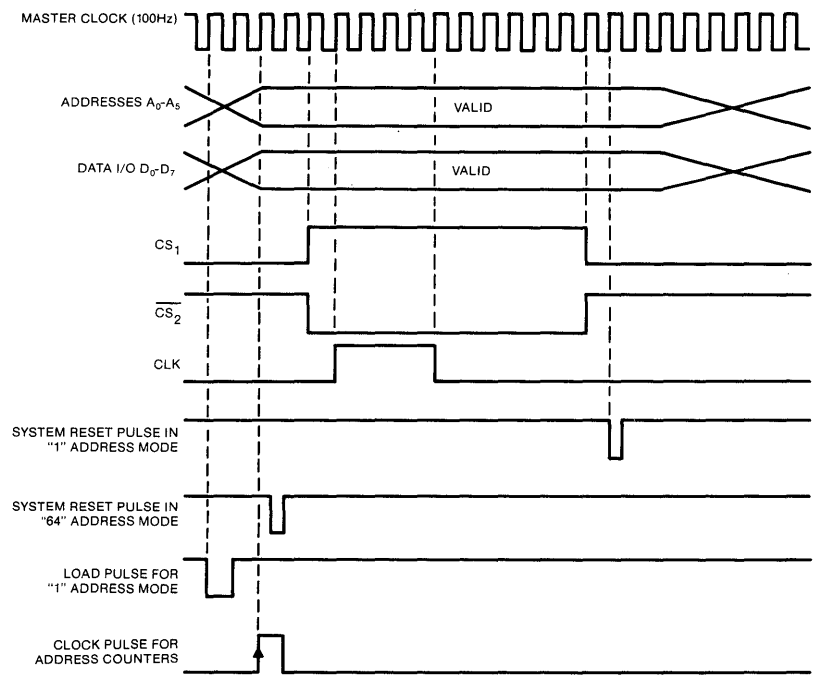 MASTER CLOCK (100Hz)
ADDRESSES A₀-A₅
VALID
DATA I/O D₀-D₇
VALID
CS₁
C̅S̅₂
CLK
SYSTEM RESET PULSE IN
"1" ADDRESS MODE
SYSTEM RESET PULSE IN
"64" ADDRESS MODE
LOAD PULSE FOR
"1" ADDRESS MODE
CLOCK PULSE FOR
ADDRESS COUNTERS